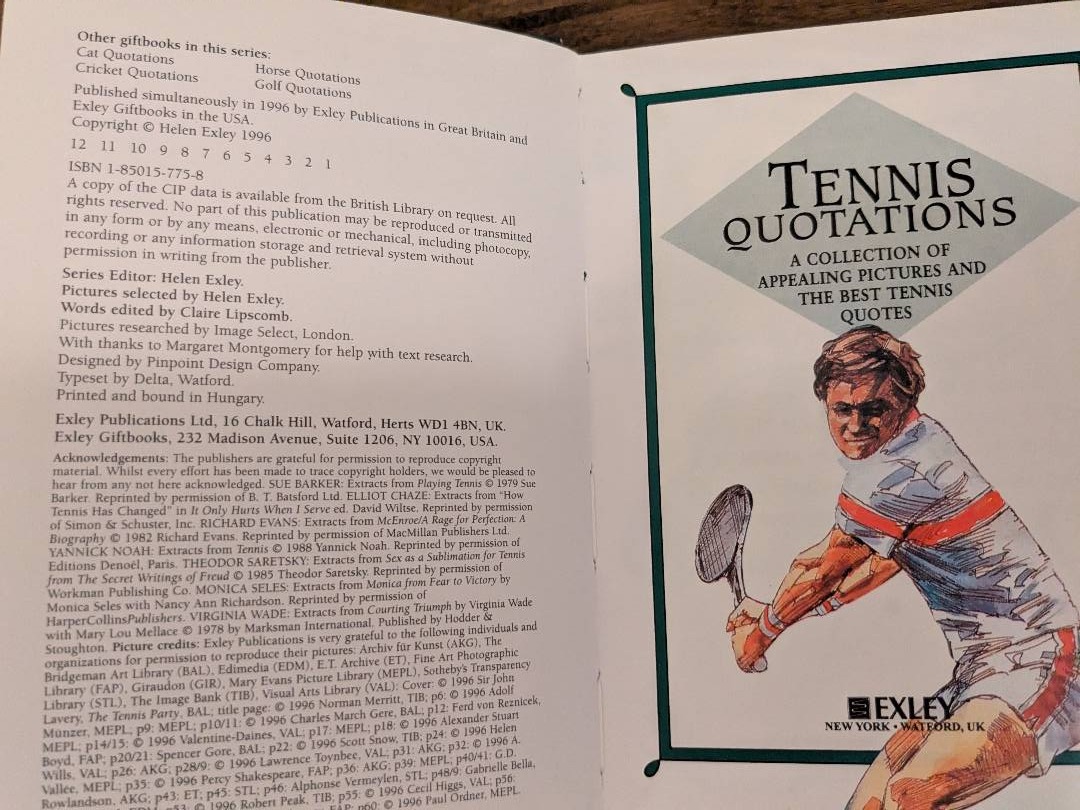 Other giftbooks in this series:
Cat Quotations Horse Quotations
Cricket Quotations Golf Quotations
Published simultaneously in 1996 by Exley Publications in Great Britain and
Exley Giftbooks in the USA.
Copyright © Helen Exley 1996
12 11 10 9 8 7 6 5 4 3 2 1
ISBN 1-85015-775-8
A copy of the CIP data is available from the British Library on request. All
rights reserved. No part of this publication may be reproduced or transmitted
in any form or by any means, electronic or mechanical, including photocopy,
recording or any information storage and retrieval system without
permission in writing from the publisher.
Series Editor: Helen Exley.
Pictures selected by Helen Exley.
Words edited by Claire Lipscomb.
Pictures researched by Image Select, London.
With thanks to Margaret Montgomery for help with text research.
Designed by Pinpoint Design Company.
Typeset by Delta, Watford.
Printed and bound in Hungary.
Exley Publications Ltd, 16 Chalk Hill, Watford, Herts WD1 4BN, UK.
Exley Giftbooks, 232 Madison Avenue, Suite 1206, NY 10016, USA.
Acknowledgements: The publishers are grateful for permission to reproduce copyright
material. Whilst every effort has been made to trace copyright holders, we would be pleased to
hear from any not here acknowledged. SUE BARKER: Extracts from Playing Tennis © 1979 Sue
Barker. Reprinted by permission of B. T. Batsford Ltd. ELLIOT CHAZE: Extracts from "How
Tennis Has Changed" in It Only Hurts When I Serve ed. David Wiltse. Reprinted by permission
of Simon & Schuster, Inc. RICHARD EVANS: Extracts from McEnroe/A Rage for Perfection: A
Biography © 1982 Richard Evans. Reprinted by permission of MacMillan Publishers Ltd.
YANNICK NOAH: Extracts from Tennis © 1988 Yannick Noah. Reprinted by permission of
Editions Denoël, Paris. THEODOR SARETSKY: Extracts from Sex as a Sublimation for Tennis
from The Secret Writings of Freud © 1985 Theodor Saretsky. Reprinted by permission of
Workman Publishing Co. MONICA SELES: Extracts from Monica from Fear to Victory by
Monica Seles with Nancy Ann Richardson. Reprinted by permission of
HarperCollinsPublishers. VIRGINIA WADE: Extracts from Courting Triumph by Virginia Wade
with Mary Lou Mellace © 1978 by Marksman International. Published by Hodder &
Stoughton. Picture credits: Exley Publications is very grateful to the following individuals and
organizations for permission to reproduce their pictures: Archiv für Kunst (AKG), The
Bridgeman Art Library (BAL), Edimedia (EDM), E.T. Archive (ET), Fine Art Photographic
Library (FAP), Giraudon (GIR), Mary Evans Picture Library (MEPL), Sotheby's Transparency
Library (STL), The Image Bank (TIB), Visual Arts Library (VAL): Cover: © 1996 Sir John
Lavery, The Tennis Party, BAL; title page: © 1996 Norman Merritt, TIB; p6: © 1996 Adolf
Münzer, MEPL; p9: MEPL; p10/11: © 1996 Charles March Gere, BAL; p12: Ferd von Reznicek,
MEPL; p14/15: © 1996 Valentine-Daines, VAL; p17: MEPL; p18: © 1996 Alexander Stuart
Boyd, FAP; p20/21: Spencer Gore, BAL; p22: © 1996 Scott Snow, TIB; p24: © 1996 Helen
Wills, VAL; p26: AKG; p28/9: © 1996 Lawrence Toynbee, VAL; p31: AKG; p32: © 1996 A.
Vallee, MEPL; p35: © 1996 Percy Shakespeare, FAP; p36: AKG; p39: MEPL; p40/41: G.D.
Rowlandson, AKG; p43: ET; p45: STL; p46: Alphonse Vermeylen, STL; p48/9: Gabrielle Bella,
p53: © 1996 Robert Peak, TIB; p55: © 1996 Cecil Higgs, VAL; p56:
FAP; p60: © 1996 Paul Ordner, MEPL.
TENNIS
QUOTATIONS
A COLLECTION OF
APPEALING PICTURES AND
THE BEST TENNIS
QUOTES
EXLEY
NEW YORK • WATFORD, UK